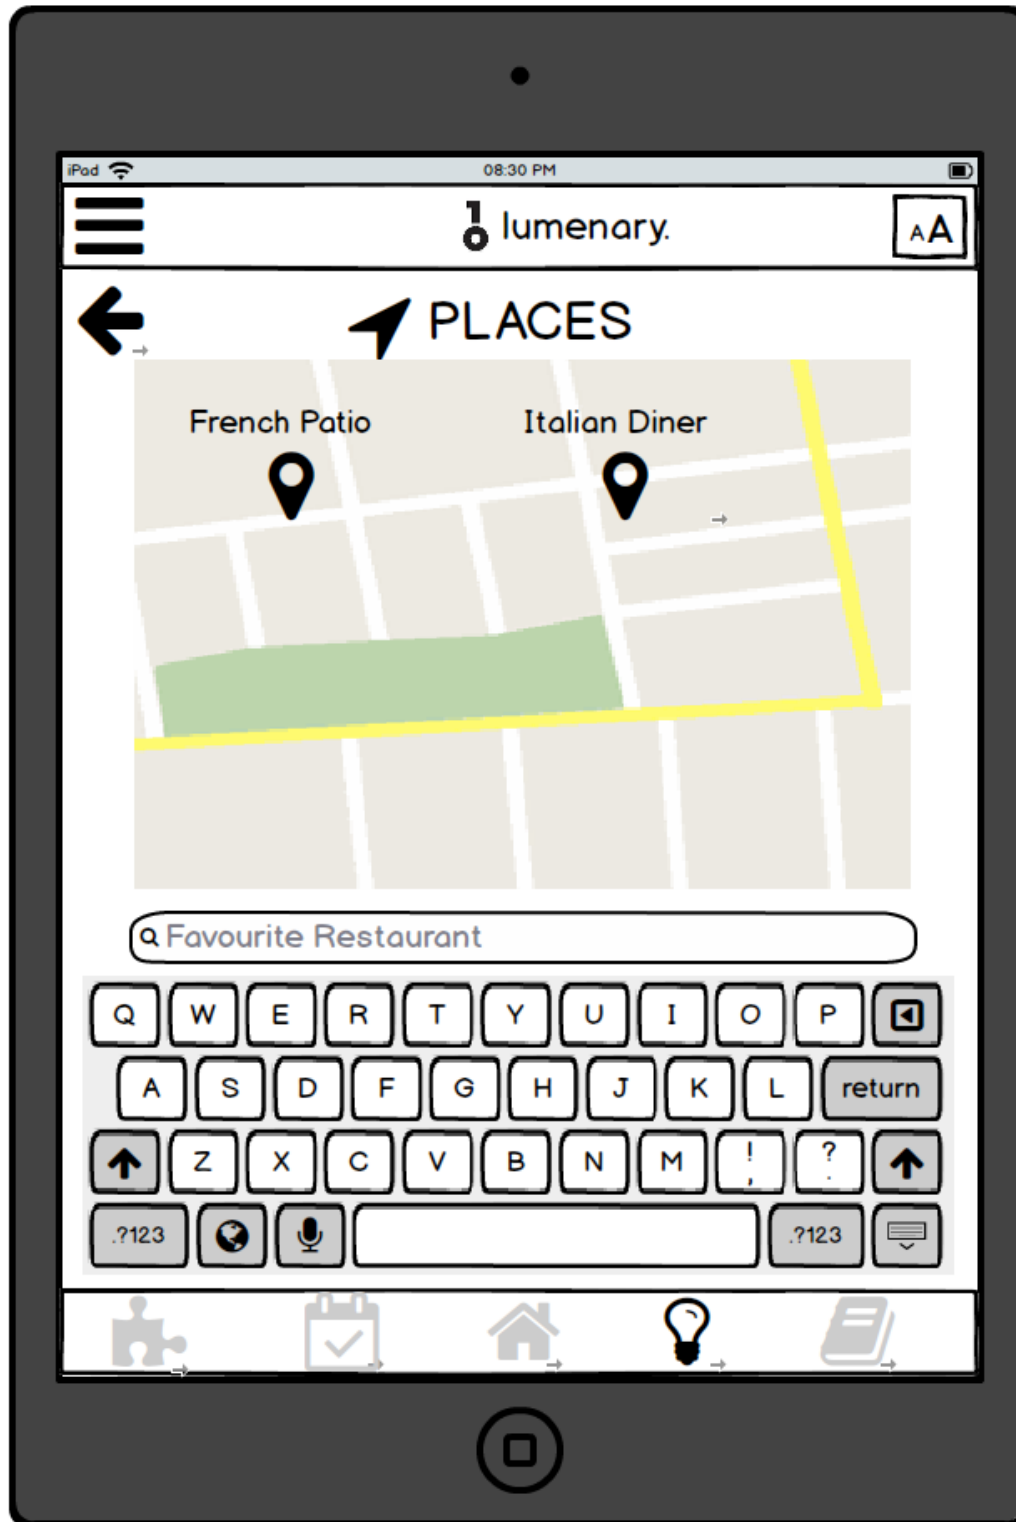 iPad 08:30 PM
lumenary. AA
PLACES
French Patio Italian Diner
Favourite Restaurant
Q W E R T Y U I O P
A S D F G H J K L return
Z X C V B N M ! , ? .
.?123 .?123